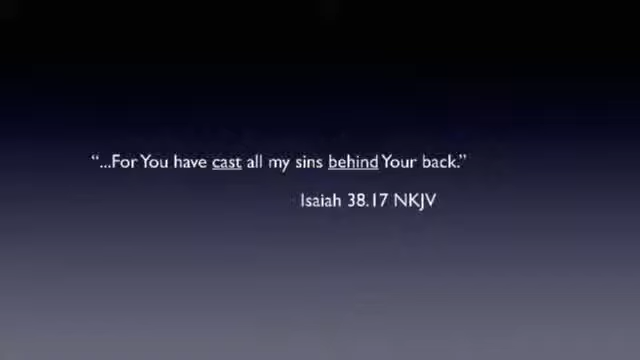 “...For You have cast all my sins behind Your back.”
Isaiah 38.17 NKJV